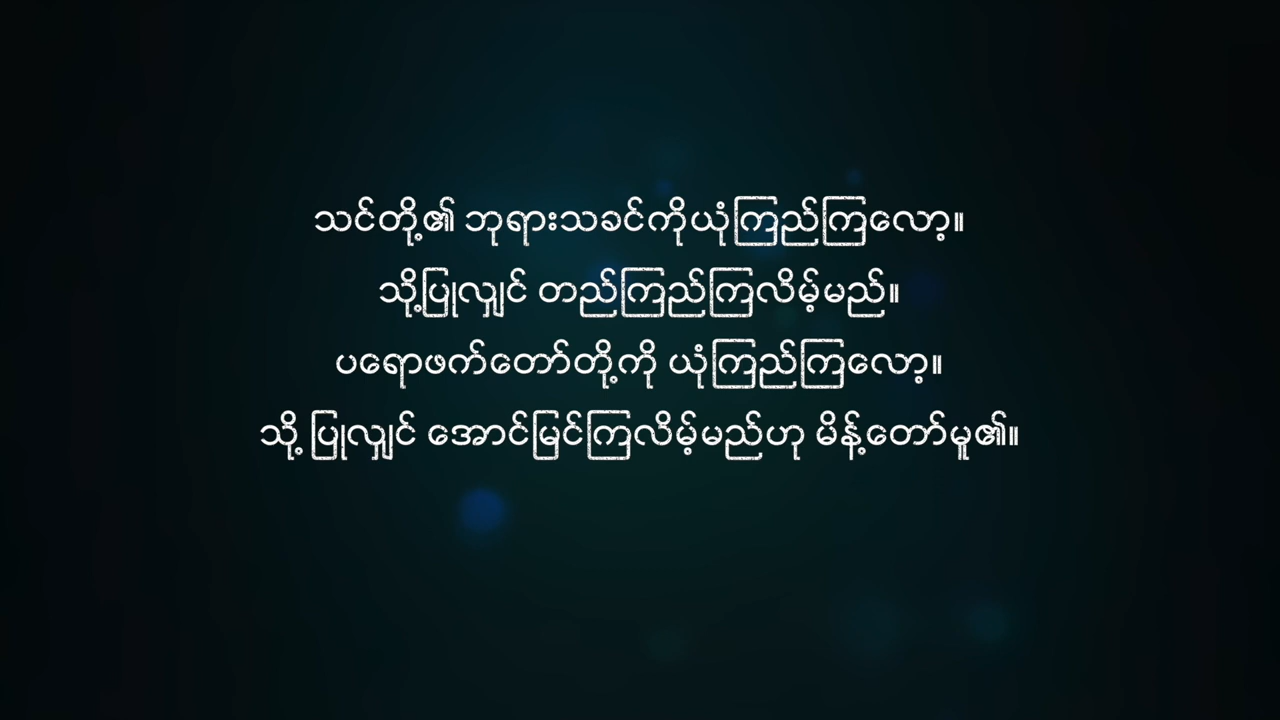 သင်တို့၏ ဘုရားသခင်ကိုယုံကြည်ကြလော့။
သို့ပြုလျှင် တည်ကြည်ကြလိမ့်မည်။
ပရောဖက်တော်တို့ကို ယုံကြည်ကြလော့။
သို့ ပြုလျှင် အောင်မြင်ကြလိမ့်မည်ဟု မိန့်တော်မူ၏။